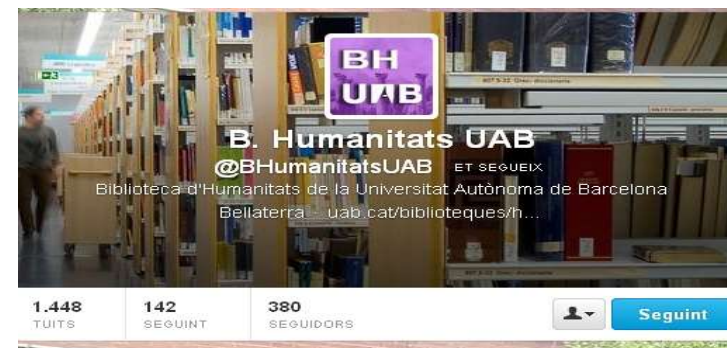 BH
UAB
B. Humanitats UAB
@BHumanitatsUAB ET SEGUEIX
Biblioteca d'Humanitats de la Universitat Autònoma de Barcelona
Bellaterra - uab.cat/biblioteques/h...
1.448 142 380
TUITS SEGUINT SEGUIDORS
Seguint